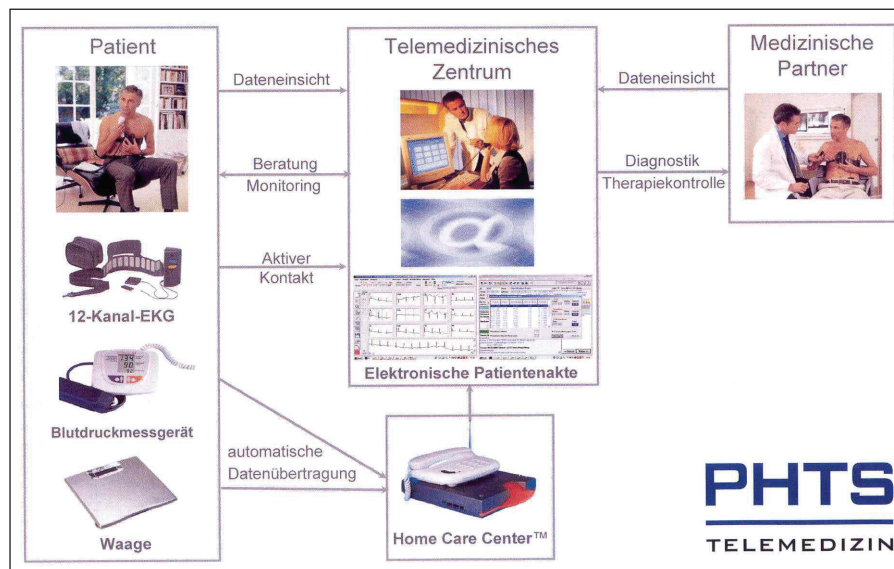 Patient
12-Kanal-EKG
Blutdruckmessgerät
Waage
Dateneinsicht
Beratung
Monitoring
Aktiver
Kontakt
automatische
Datenübertragung
Telemedizinisches
Zentrum
Elektronische Patientenakte
Home Care Center™
Dateneinsicht
Diagnostik
Therapiekontrolle
Medizinische
Partner
PHTS
TELEMEDIZIN